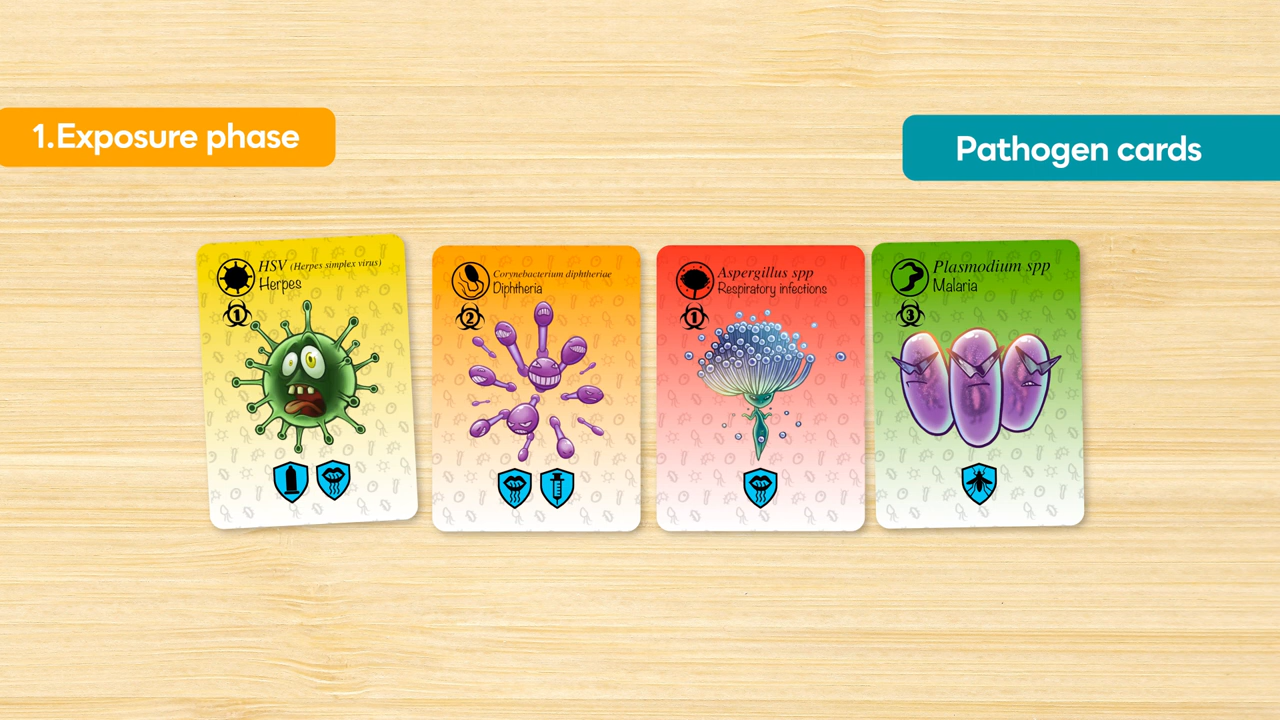 1.Exposure phase
Pathogen cards
HSV (Herpes simplex virus)
Herpes
1
Corynebacterium diphtheriae
Diphtheria
2
Aspergillus spp
Respiratory infections
1
Plasmodium spp
Malaria
3